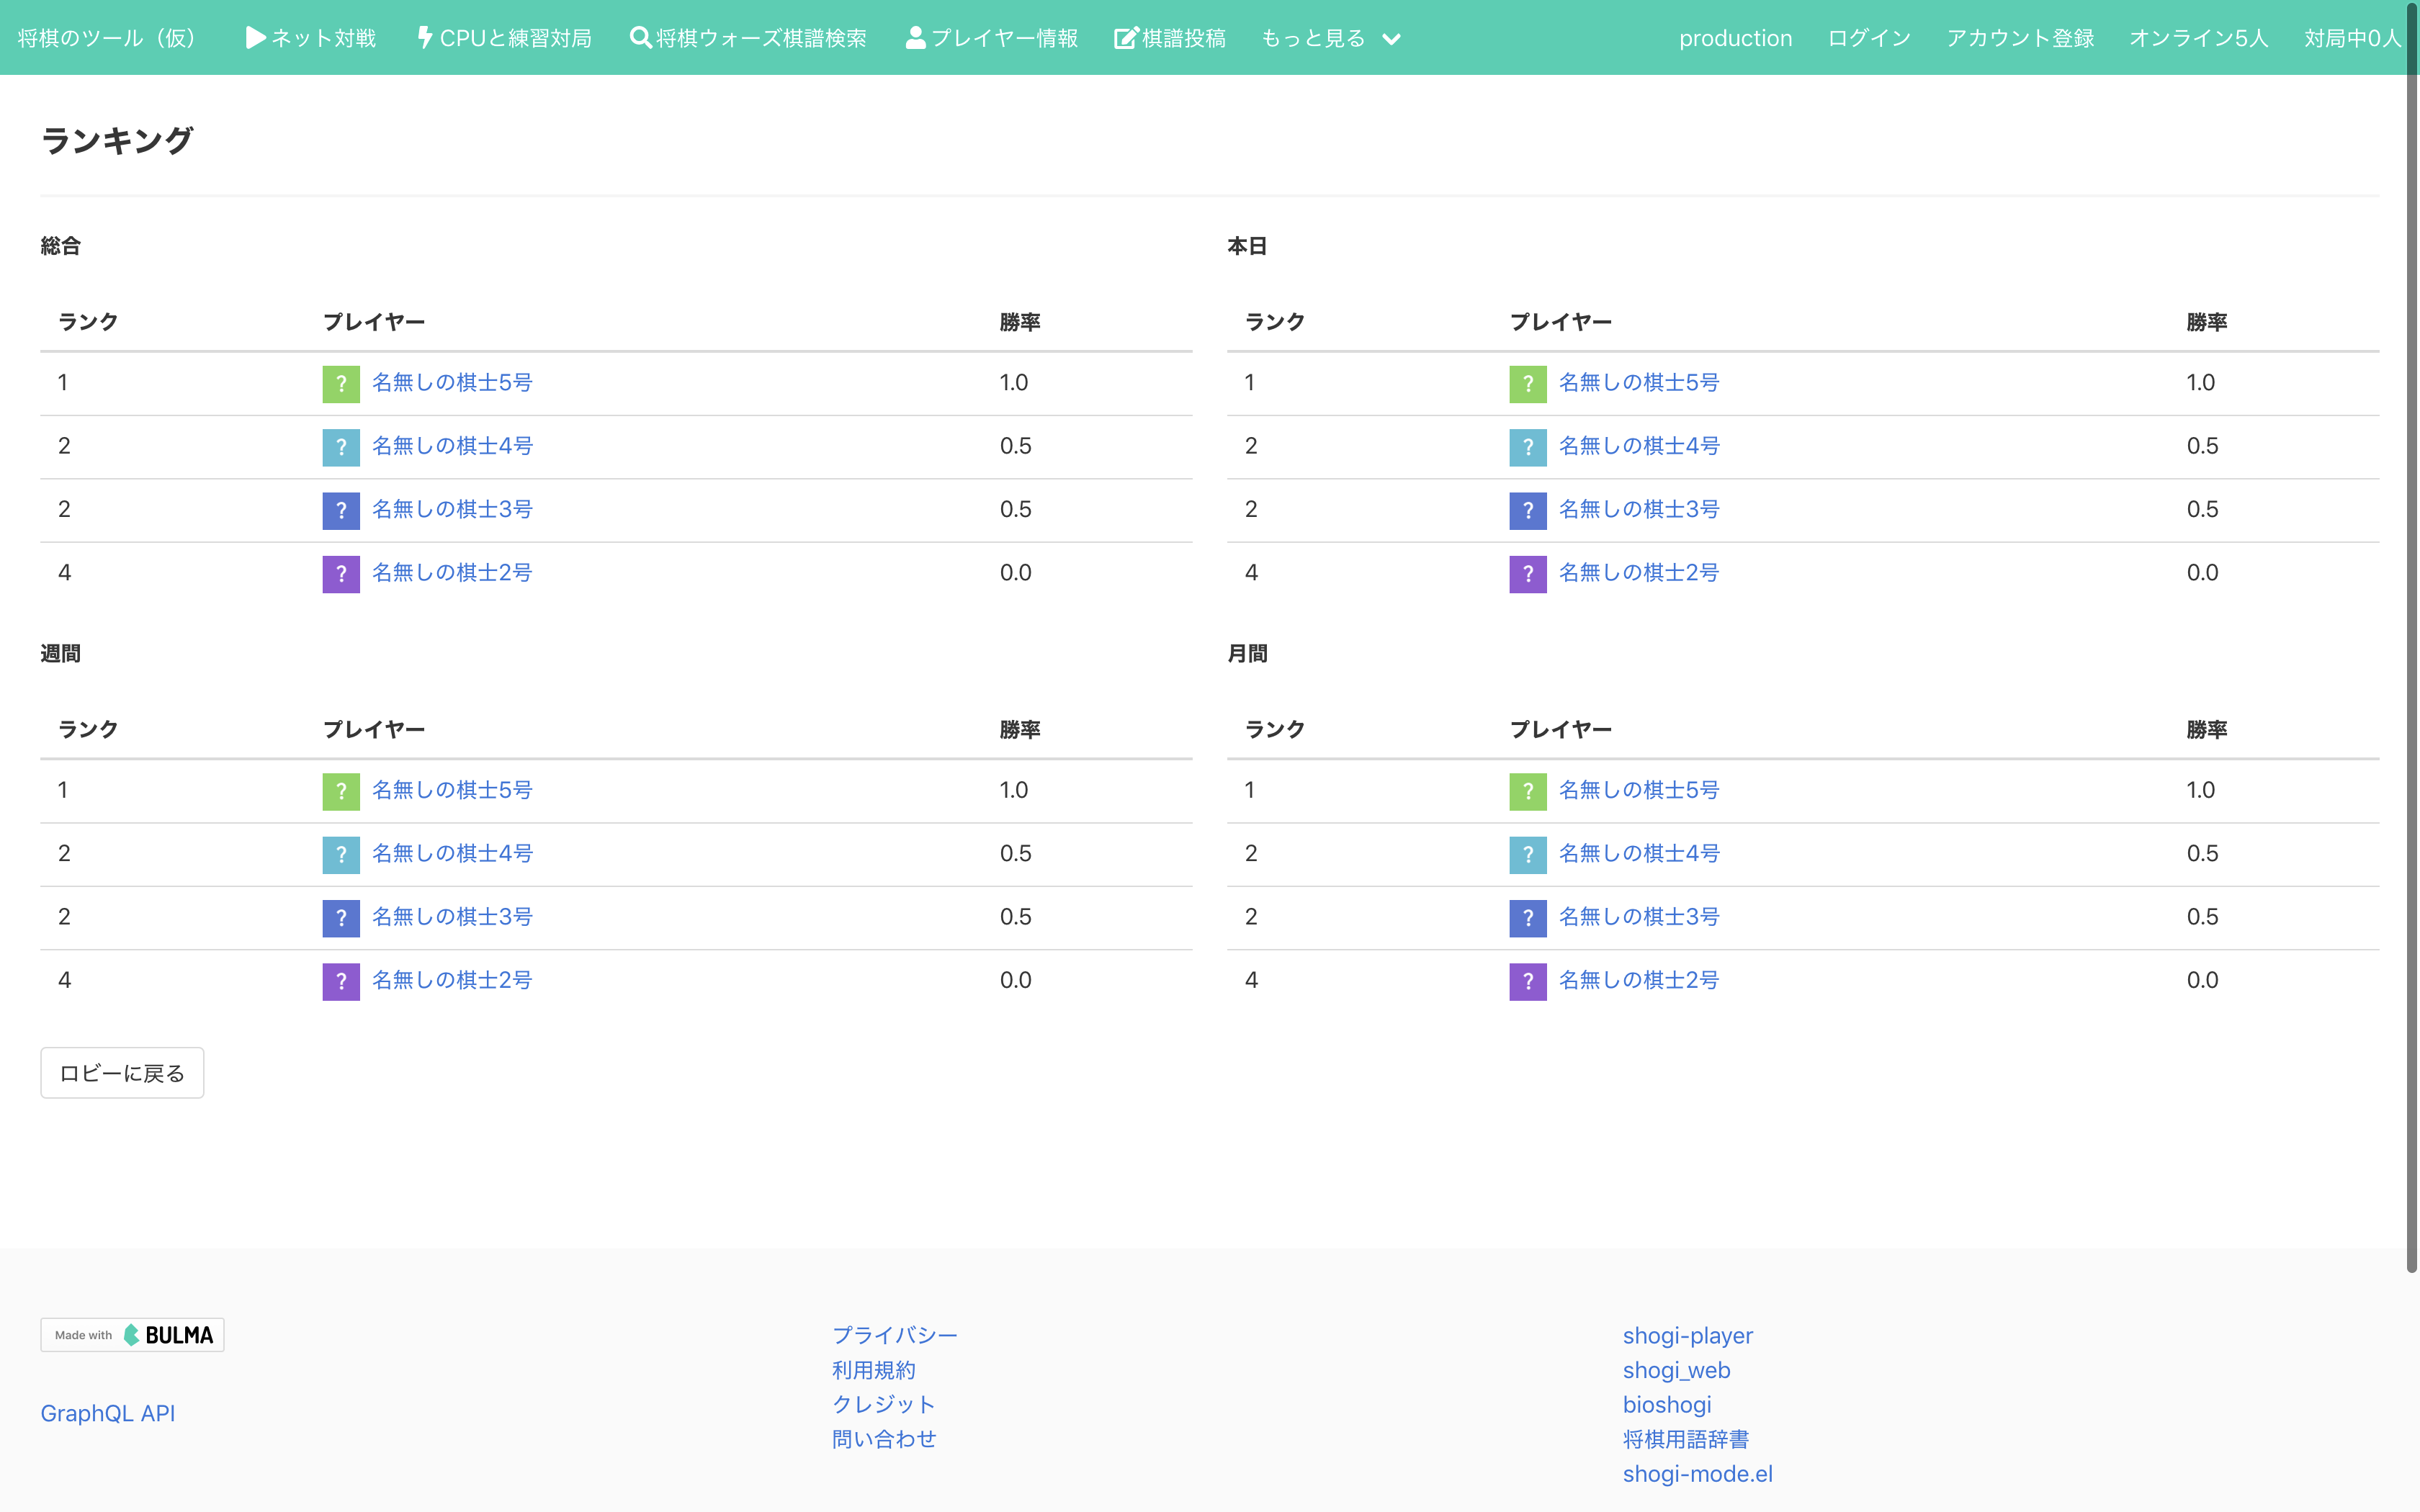 将棋のツール（仮） ネット対戦 CPUと練習対局 将棋ウォーズ棋譜検索 プレイヤー情報 棋譜投稿 もっと見る production ログイン アカウント登録 オンライン5人 対局中0人
ランキング
総合
ランク プレイヤー 勝率
1 ? 名無しの棋士5号 1.0
2 ? 名無しの棋士4号 0.5
2 ? 名無しの棋士3号 0.5
4 ? 名無しの棋士2号 0.0
本日
ランク プレイヤー 勝率
1 ? 名無しの棋士5号 1.0
2 ? 名無しの棋士4号 0.5
2 ? 名無しの棋士3号 0.5
4 ? 名無しの棋士2号 0.0
週間
ランク プレイヤー 勝率
1 ? 名無しの棋士5号 1.0
2 ? 名無しの棋士4号 0.5
2 ? 名無しの棋士3号 0.5
4 ? 名無しの棋士2号 0.0
月間
ランク プレイヤー 勝率
1 ? 名無しの棋士5号 1.0
2 ? 名無しの棋士4号 0.5
2 ? 名無しの棋士3号 0.5
4 ? 名無しの棋士2号 0.0
ロビーに戻る
Made with BULMA
GraphQL API
プライバシー
利用規約
クレジット
問い合わせ
shogi-player
shogi_web
bioshogi
将棋用語辞書
shogi-mode.el